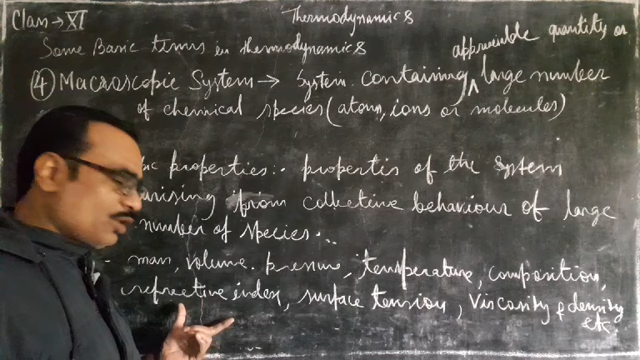 Class → XI
Thermodynamics
Some Basic terms in thermodynamics
appreciable quantity or
④ Macroscopic System → System containing ∧ large number
of chemical species (atoms, ions or molecules)
pic properties:- propertis of the system
arising from collective behaviour of large
number of species...
mass, volume. pressure, temperature, composition,
refractive index, surface tension, Viscosity & density
etc.